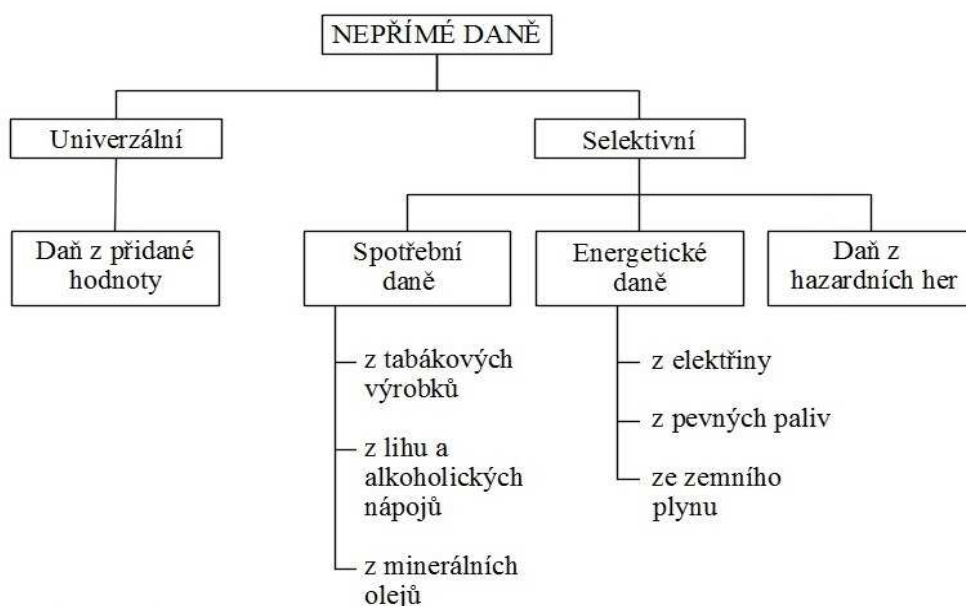 NEPŘÍMÉ DANĚ
Univerzální
Selektivní
Daň z přidané
hodnoty
Spotřební
daně
Energetické
daně
Daň z
hazardních her
z tabákových
výrobků
z lihu a
alkoholických
nápojů
z minerálních
olejů
z elektřiny
z pevných paliv
ze zemního
plynu